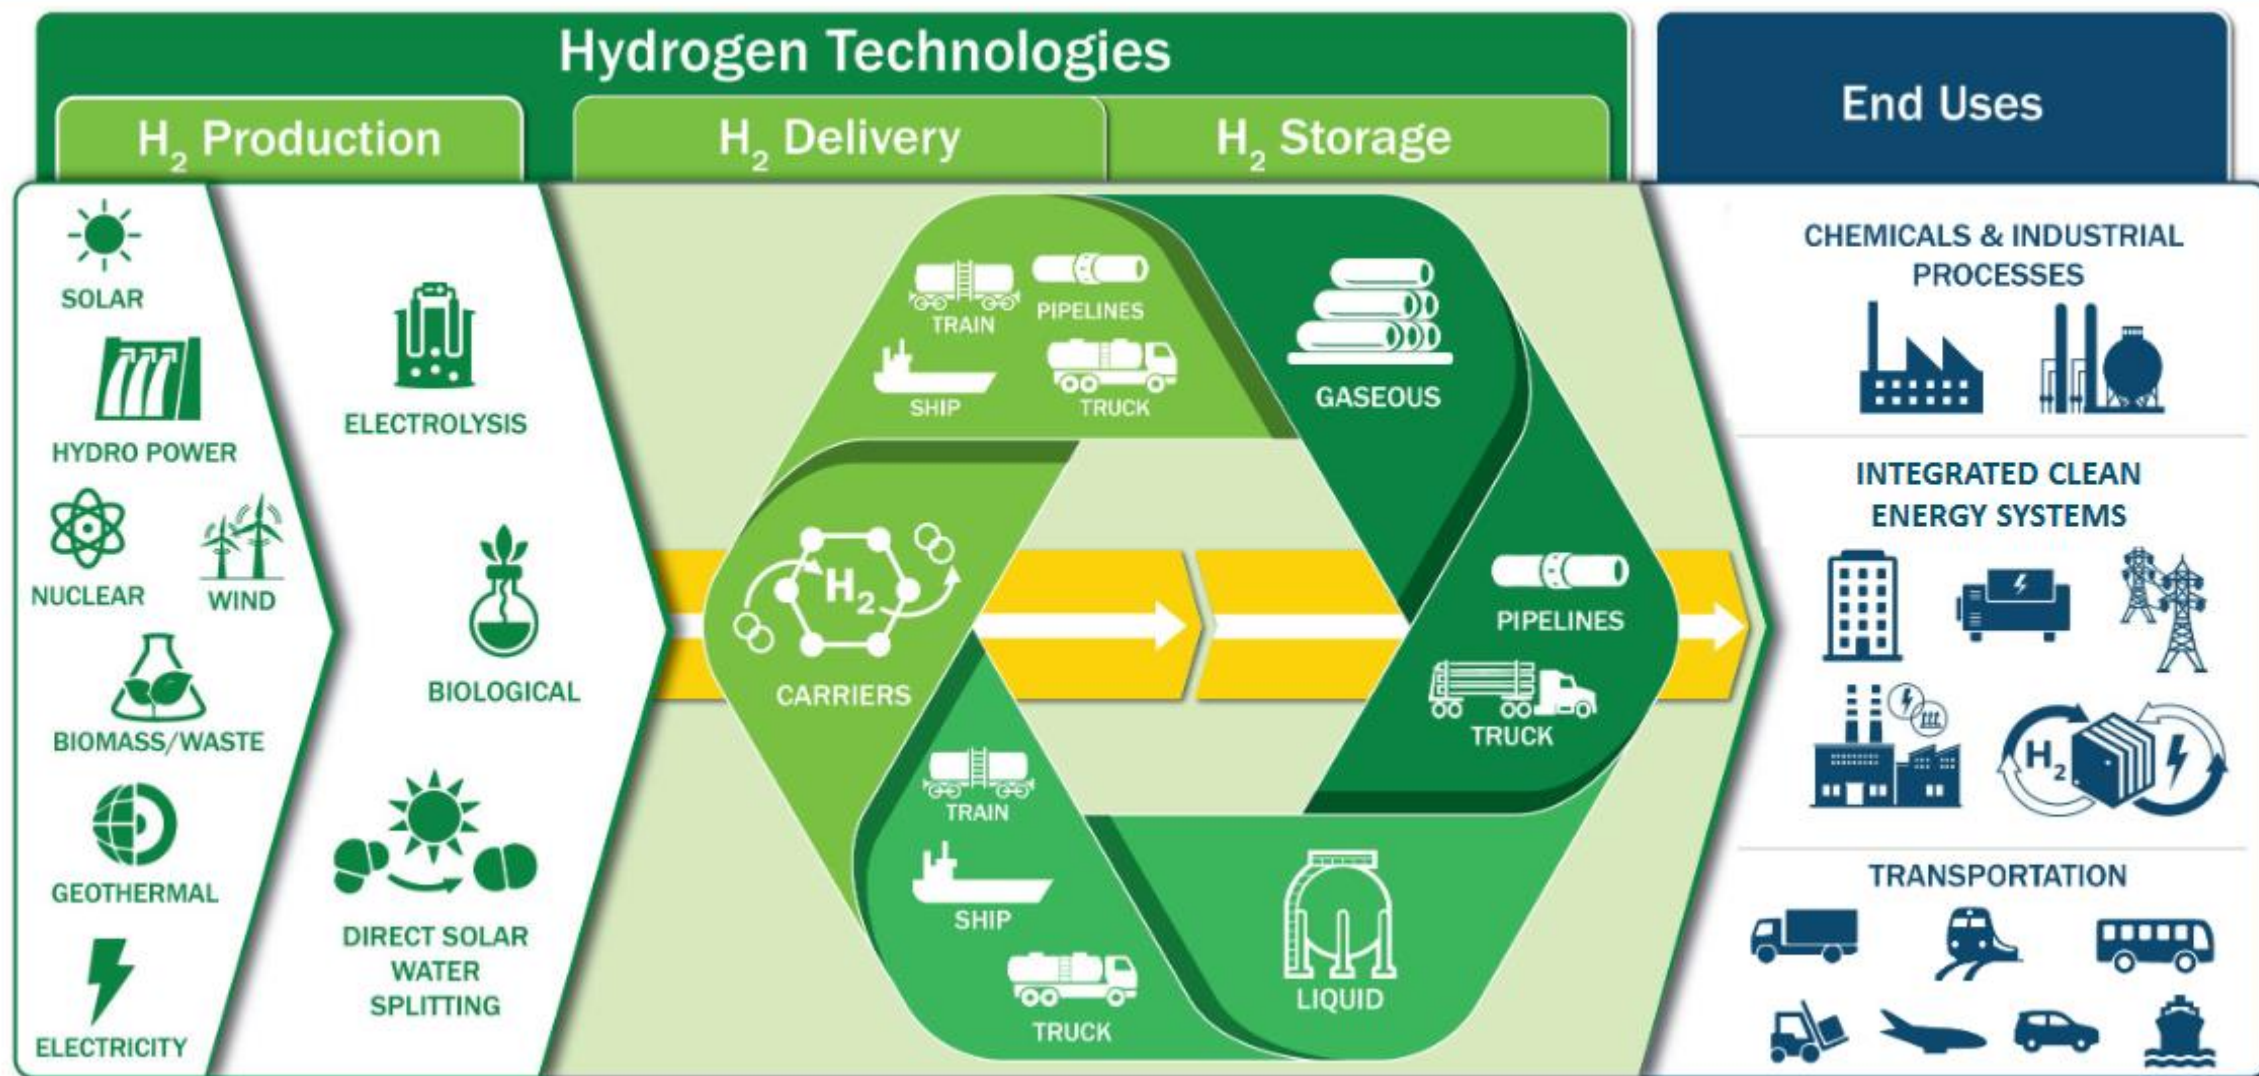 Hydrogen Technologies
End Uses
H₂ Production
H₂ Delivery
H₂ Storage
SOLAR
HYDRO POWER
NUCLEAR
WIND
BIOMASS/WASTE
GEOTHERMAL
ELECTRICITY
ELECTROLYSIS
BIOLOGICAL
DIRECT SOLAR
WATER
SPLITTING
TRAIN
PIPELINES
SHIP
TRUCK
H₂
CARRIERS
TRAIN
SHIP
TRUCK
GASEOUS
PIPELINES
TRUCK
LIQUID
CHEMICALS & INDUSTRIAL
PROCESSES
INTEGRATED CLEAN
ENERGY SYSTEMS
H₂
TRANSPORTATION